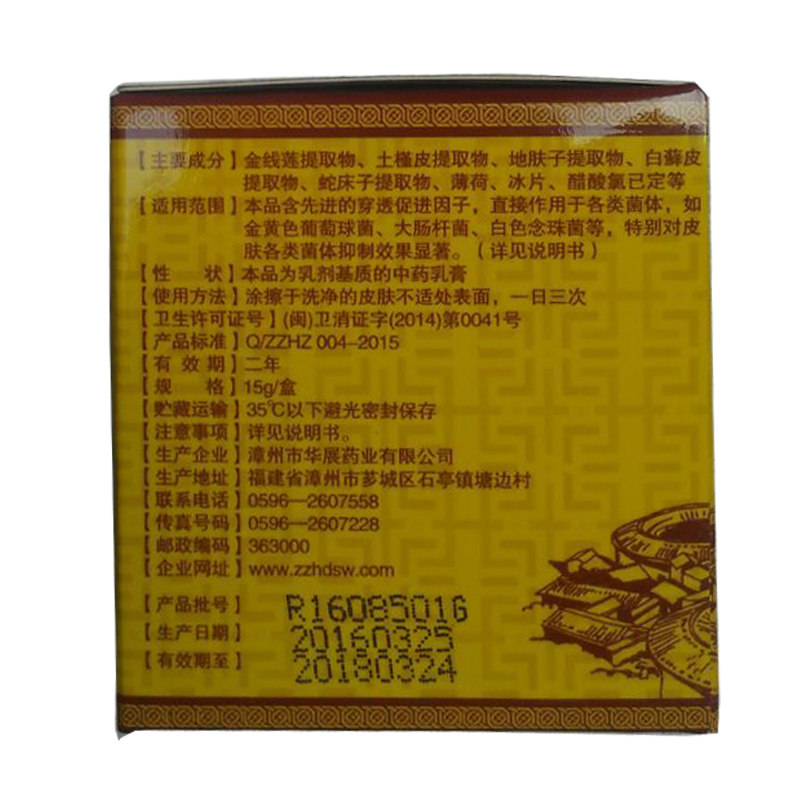 【主要成分】金线莲提取物、土槿皮提取物、地肤子提取物、白藓皮
提取物、蛇床子提取物、薄荷、冰片、醋酸氯已定等
【适用范围】本品含先进的穿透促进因子，直接作用于各类菌体，如
金黄色葡萄球菌、大肠杆菌、白色念珠菌等，特别对皮
肤各类菌体抑制效果显著。（详见说明书）
【性 状】本品为乳剂基质的中药乳膏
【使用方法】涂擦于洗净的皮肤不适处表面，一日三次
【卫生许可证号】(闽)卫消证字(2014)第0041号
【产品标准】Q/ZZHZ 004-2015
【有 效 期】二年
【规 格】15g/盒
【贮藏运输】35℃以下避光密封保存
【注意事项】详见说明书。
【生产企业】漳州市华展药业有限公司
【生产地址】福建省漳州市芗城区石亭镇塘边村
【联系电话】0596—2607558
【传真号码】0596—2607228
【邮政编码】363000
【企业网址】www.zzhdsw.com
【产品批号】R1608501G
【生产日期】20160325
【有效期至】20180324